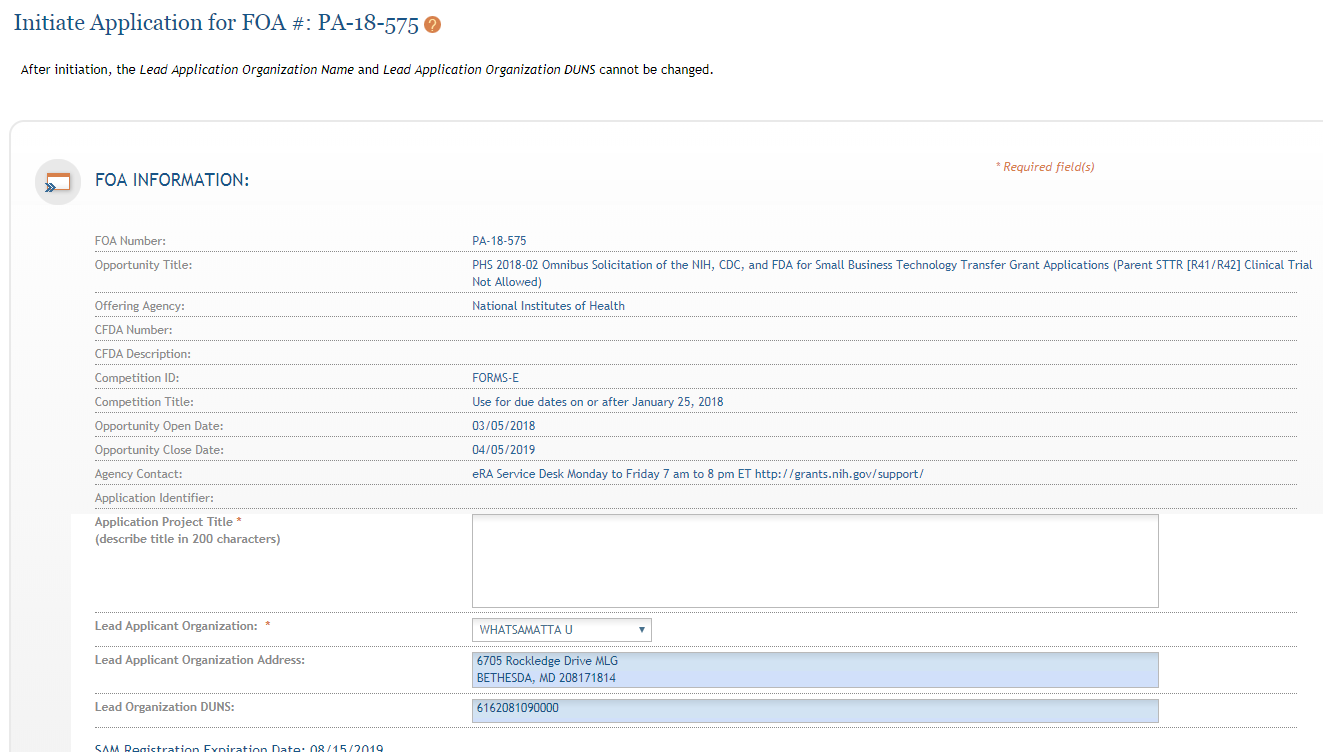 Initiate Application for FOA #: PA-18-575 ?
After initiation, the Lead Application Organization Name and Lead Application Organization DUNS cannot be changed.
* Required field(s)
FOA INFORMATION:
FOA Number: PA-18-575
Opportunity Title: PHS 2018-02 Omnibus Solicitation of the NIH, CDC, and FDA for Small Business Technology Transfer Grant Applications (Parent STTR [R41/R42] Clinical Trial
Not Allowed)
Offering Agency: National Institutes of Health
CFDA Number:
CFDA Description:
Competition ID: FORMS-E
Competition Title: Use for due dates on or after January 25, 2018
Opportunity Open Date: 03/05/2018
Opportunity Close Date: 04/05/2019
Agency Contact: eRA Service Desk Monday to Friday 7 am to 8 pm ET http://grants.nih.gov/support/
Application Identifier:
Application Project Title *
(describe title in 200 characters)
Lead Applicant Organization: * WHATSAMATTA U
Lead Applicant Organization Address: 6705 Rockledge Drive MLG
BETHESDA, MD 208171814
Lead Organization DUNS: 6162081090000
SAM Registration Expiration Date: 08/15/2019